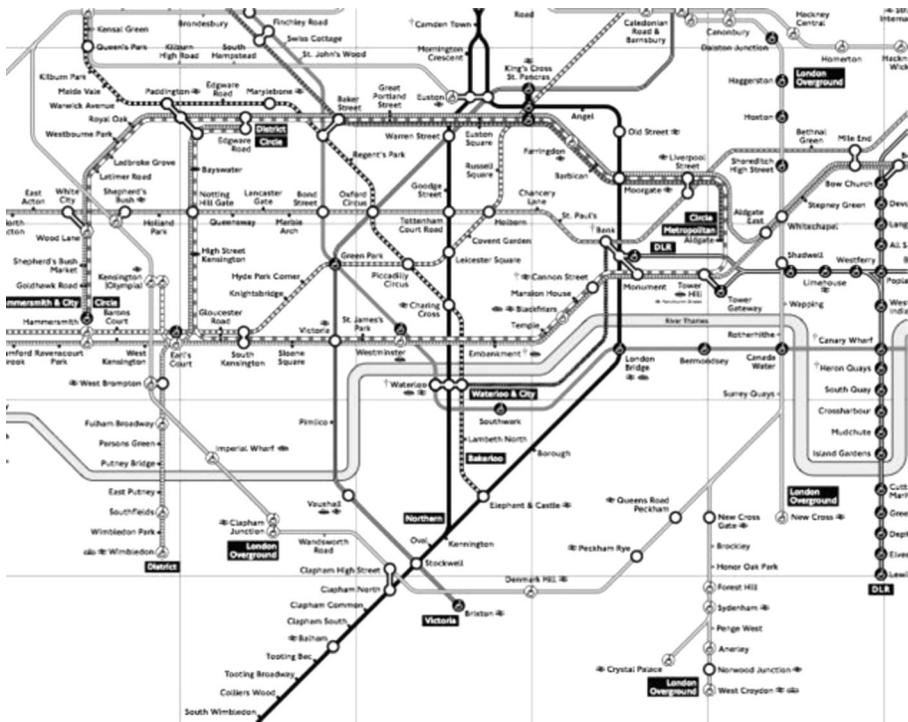 Kensal Green
Queen's Park
Brondesbury
Finchley Road
Swiss Cottage
Kilburn
High Road
South
Hampstead
St. John's Wood
Camden Town
Mornington
Crescent
Road
King's Cross
St. Pancras
Caledonian
Road &
Barnsbury
Canonbury
Dalston Junction
Hackney
Central
Homerton
Kilburn Park
Maida Vale
Warwick Avenue
Royal Oak
Westbourne Park
Paddington
Edgware
Road
Marylebone
Baker
Street
Great
Portland
Street
Euston
Haggerston
London
Overground
Hoxton
Angel
Old Street
Warren Street
Euston
Square
Edgware
Road
District
Circle
Farringdon
Barbican
Liverpool
Street
Shoreditch
High Street
Bethnal
Green
Mile End
Bow Church
Ladbroke Grove
Latimer Road
Regent's Park
Russell
Square
Moorgate
Stepney Green
East
Acton
White
City
Shepherd's
Bush
Bayswater
Notting
Hill Gate
Lancaster
Gate
Bond
Street
Oxford
Circus
Goodge
Street
Chancery
Lane
Holland
Park
Queensway
Marble
Arch
Tottenham
Court Road
Holborn
St. Paul's
Circle
Metropolitan
Aldgate
Aldgate
East
Whitechapel
Wood Lane
Shepherd's Bush
Market
Goldhawk Road
Kensington
(Olympia)
High Street
Kensington
Hyde Park Corner
Knightsbridge
Green Park
Piccadilly
Circus
Covent Garden
Leicester Square
Bank
DLR
Cannon Street
Mansion House
Blackfriars
Monument
Tower
Hill
Tower
Gateway
Shadwell
Limehouse
Westferry
Wapping
mmersmith & City
Circle
Hammersmith
Barons
Court
Gloucester
Road
Victoria
St. James's
Park
Charing
Cross
Temple
River Thames
Rotherhithe
Canary Wharf
Ravenscourt
Park
West
Kensington
Earl's
Court
South
Kensington
Sloane
Square
Westminster
Embankment
London
Bridge
Bermondsey
Canada
Water
Heron Quays
West Brompton
Waterloo
Waterloo & City
Southwark
Surrey Quays
South Quay
Crossharbour
Mudchute
Island Gardens
Fulham Broadway
Parsons Green
Putney Bridge
East Putney
Southfields
Wimbledon Park
Wimbledon
District
Imperial Wharf
Pimlico
Lambeth North
Bakerloo
Borough
Vauxhall
Elephant & Castle
Northern
Clapham
Junction
London
Overground
Wandsworth
Road
Oval
Kennington
Stockwell
Clapham High Street
Clapham North
Clapham Common
Clapham South
Balham
Tooting Bec
Tooting Broadway
Colliers Wood
South Wimbledon
Victoria
Brixton
Denmark Hill
Peckham Rye
Queens Road
Peckham
New Cross
Gate
London
Overground
New Cross
Brockley
Honor Oak Park
Forest Hill
Sydenham
Penge West
Anerley
Crystal Palace
Norwood Junction
London
Overground
West Croydon
DLR